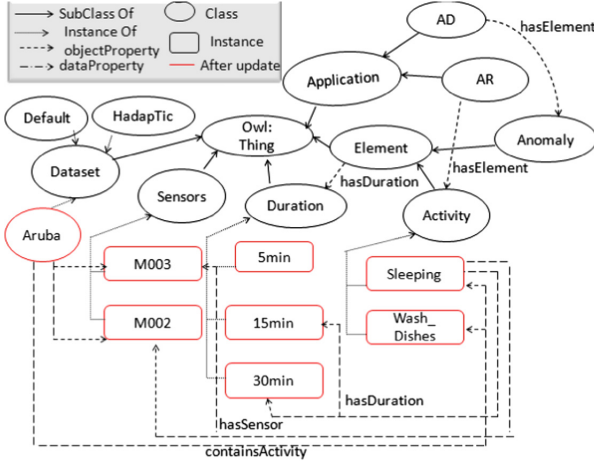 SubClass Of
Class
Instance Of
objectProperty
Instance
dataProperty
After update
AD
hasElement
Application
AR
Default
HadapTic
Owl:
Thing
Element
Anomaly
Dataset
hasElement
hasDuration
Sensors
Duration
Activity
Aruba
M003
5min
Sleeping
M002
15min
Wash_
Dishes
30min
hasDuration
hasSensor
containsActivity